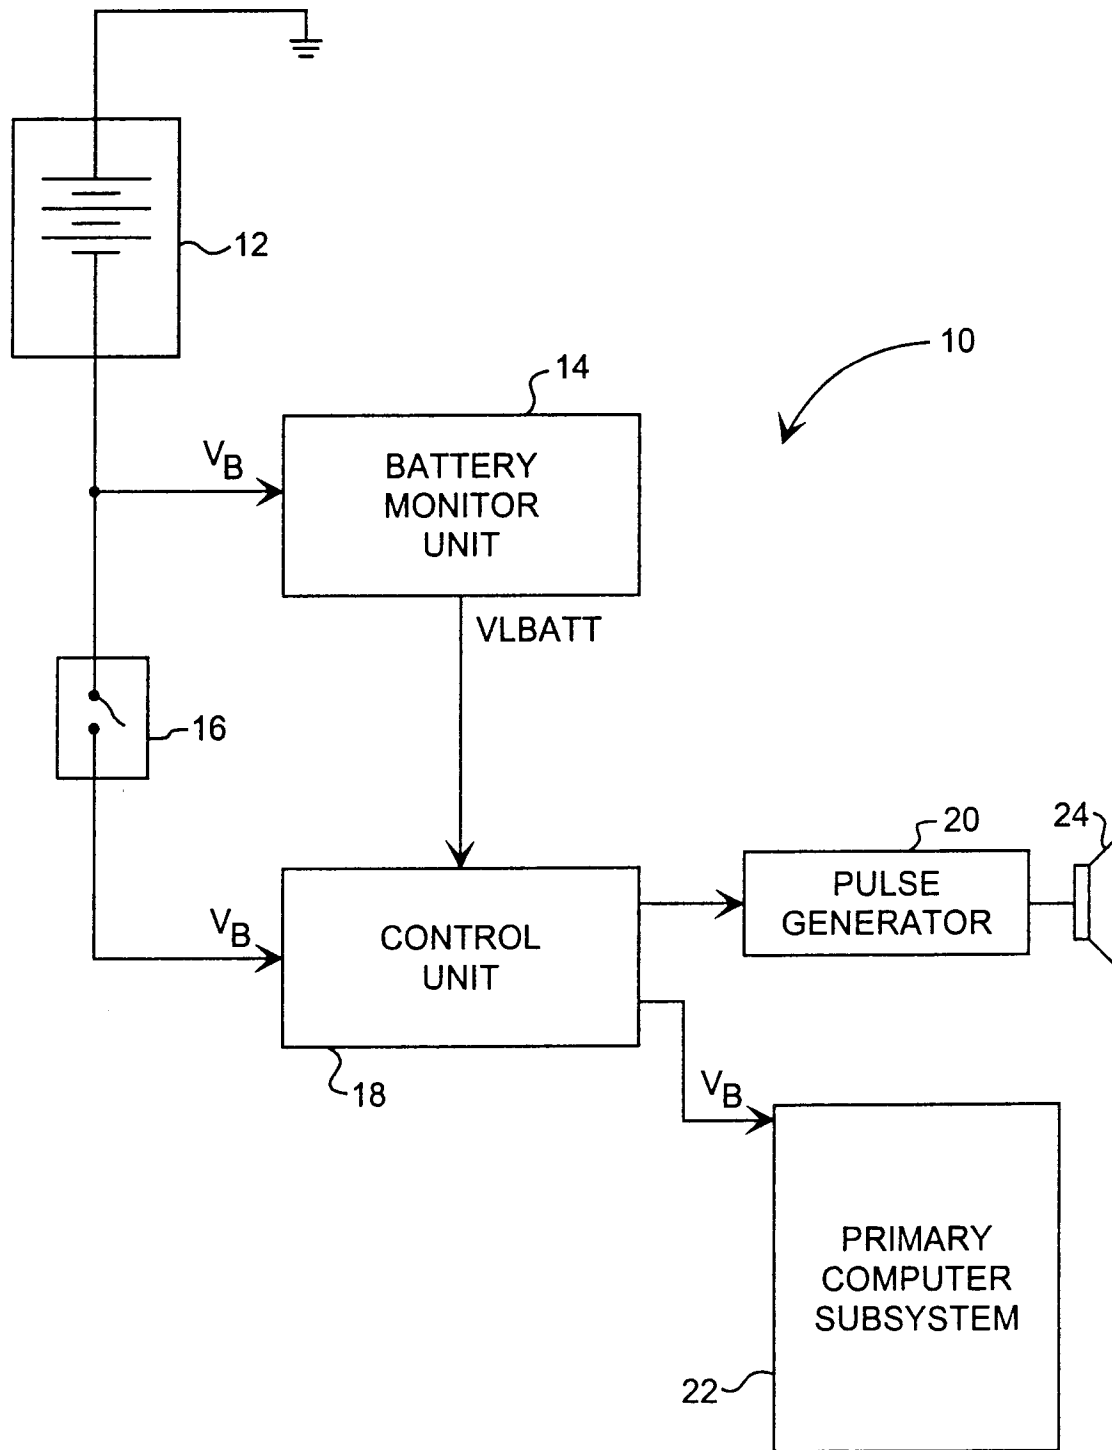 12
10
14
V_B
BATTERY
MONITOR
UNIT
VLBATT
16
20
24
PULSE
GENERATOR
V_B
CONTROL
UNIT
18
V_B
PRIMARY
COMPUTER
SUBSYSTEM
22